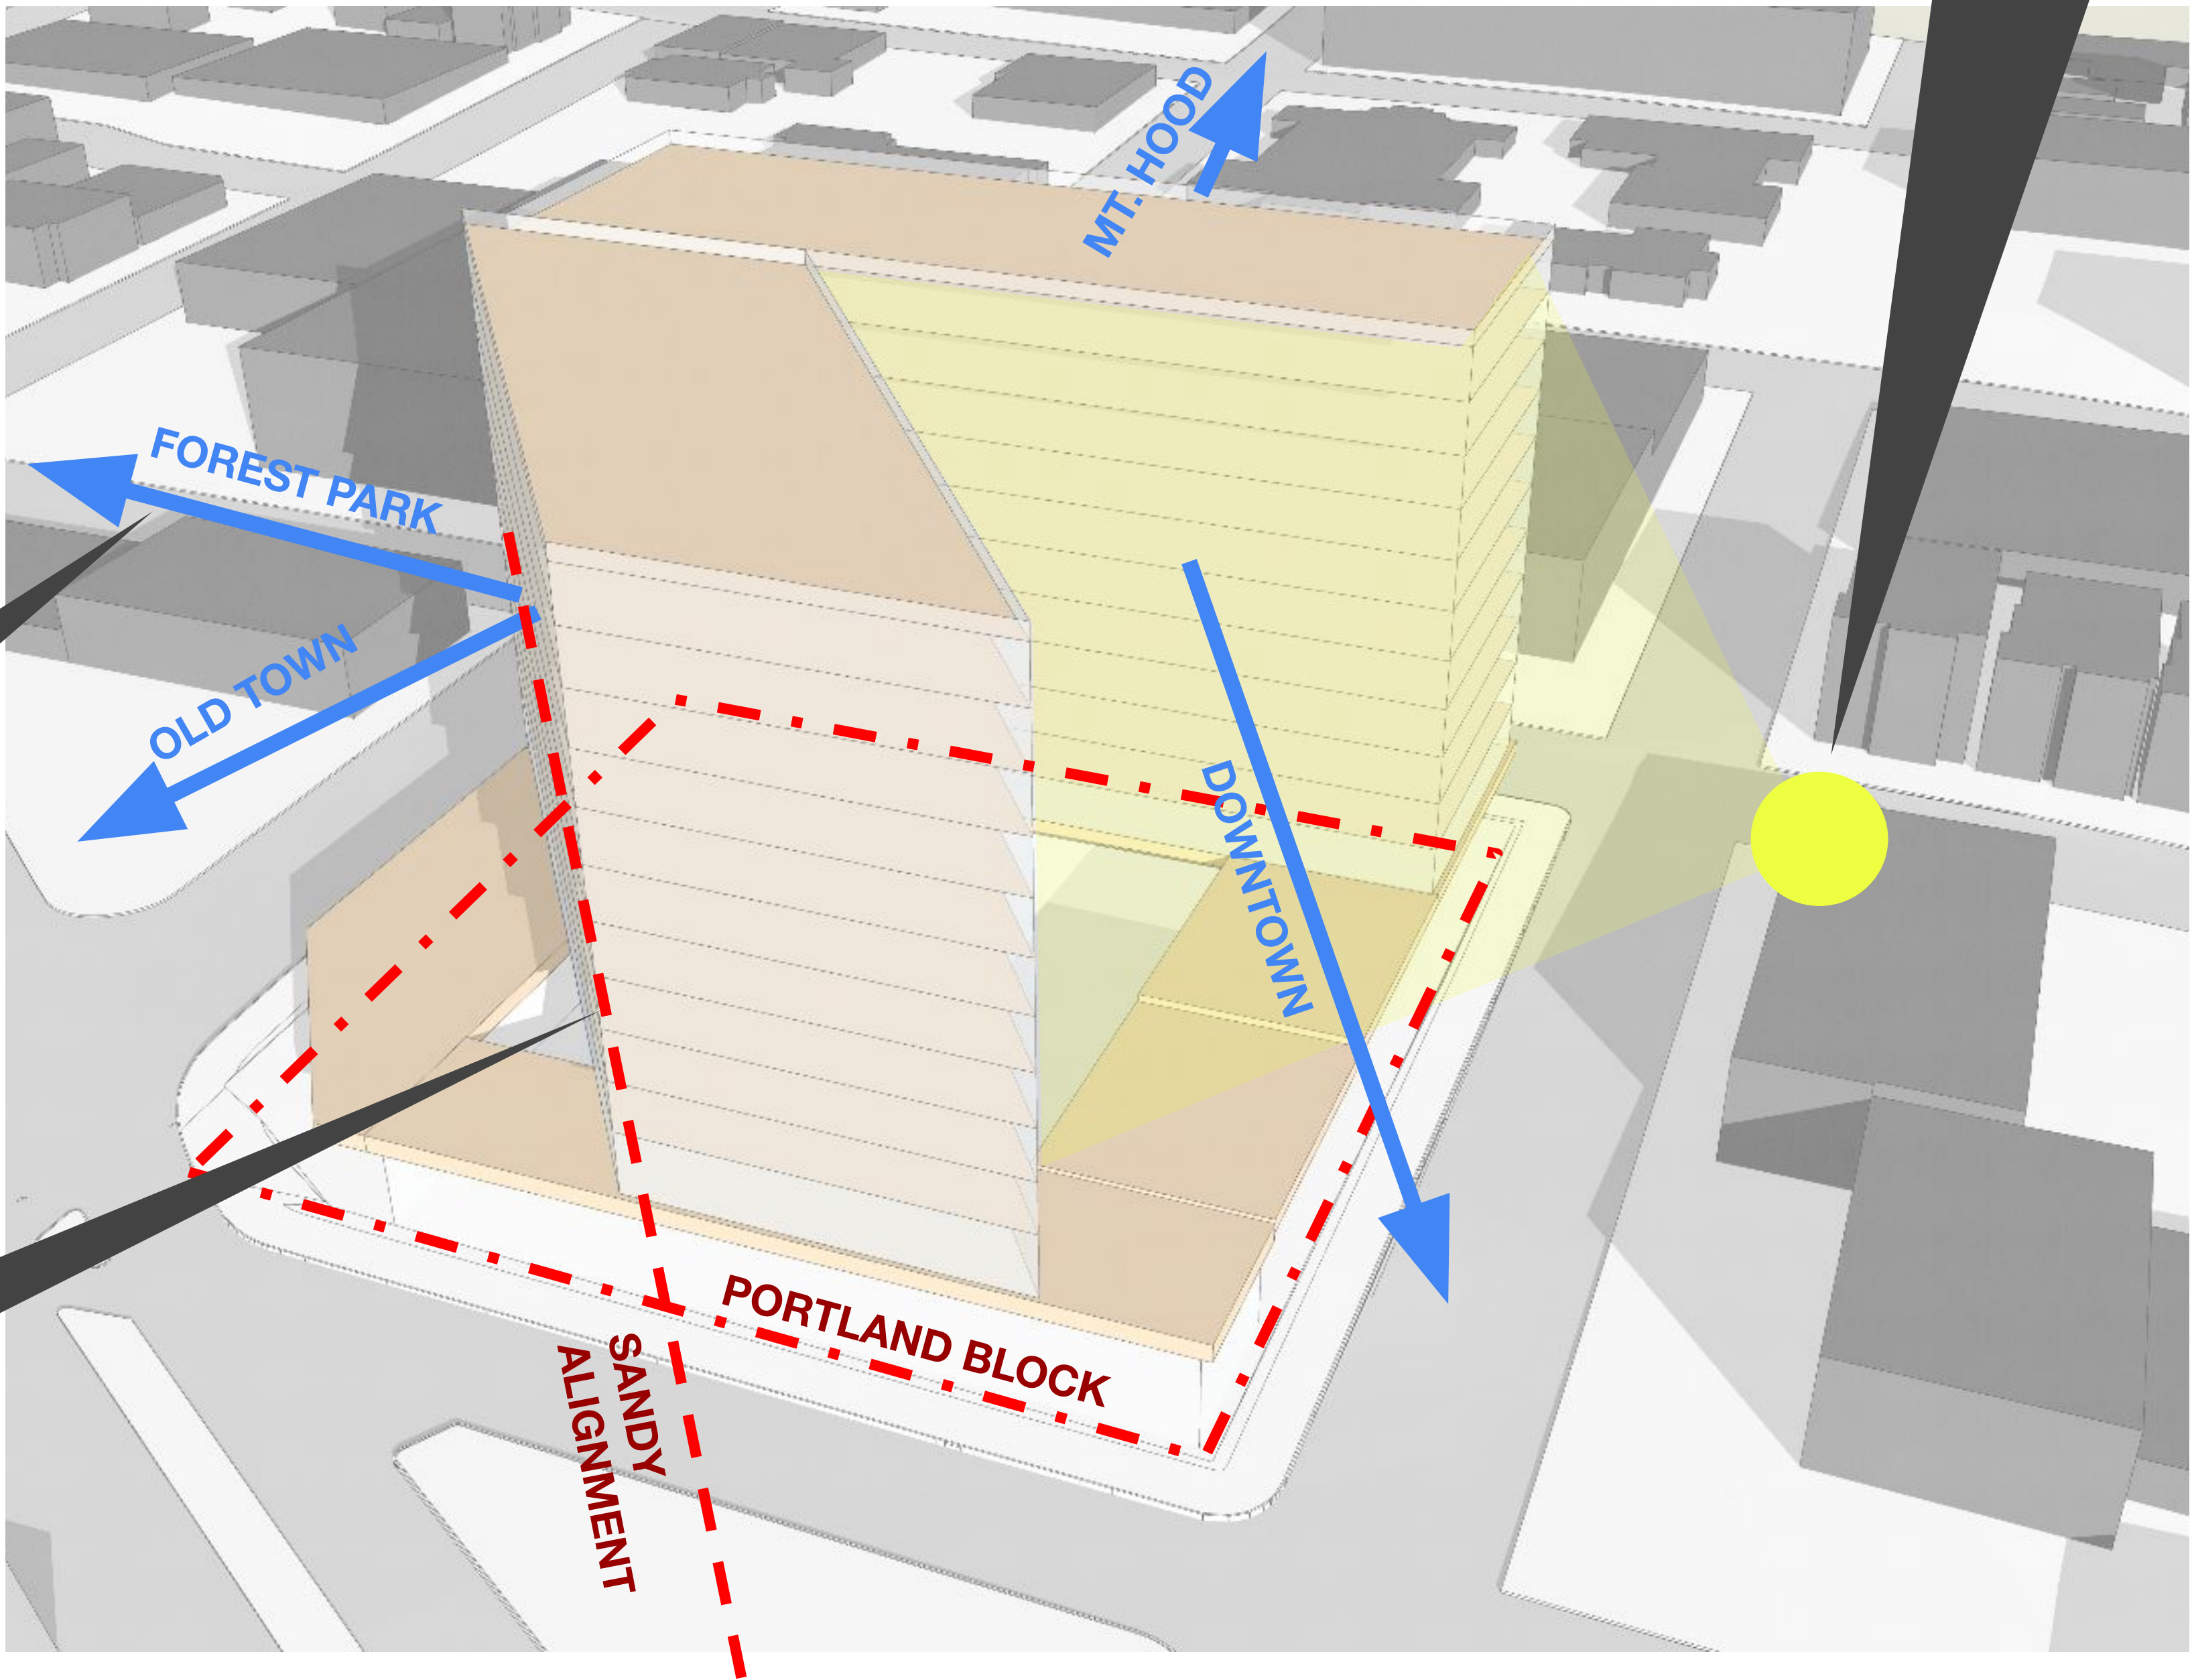 MT. HOOD
FOREST PARK
OLD TOWN
DOWNTOWN
PORTLAND BLOCK
SANDY
ALIGNMENT